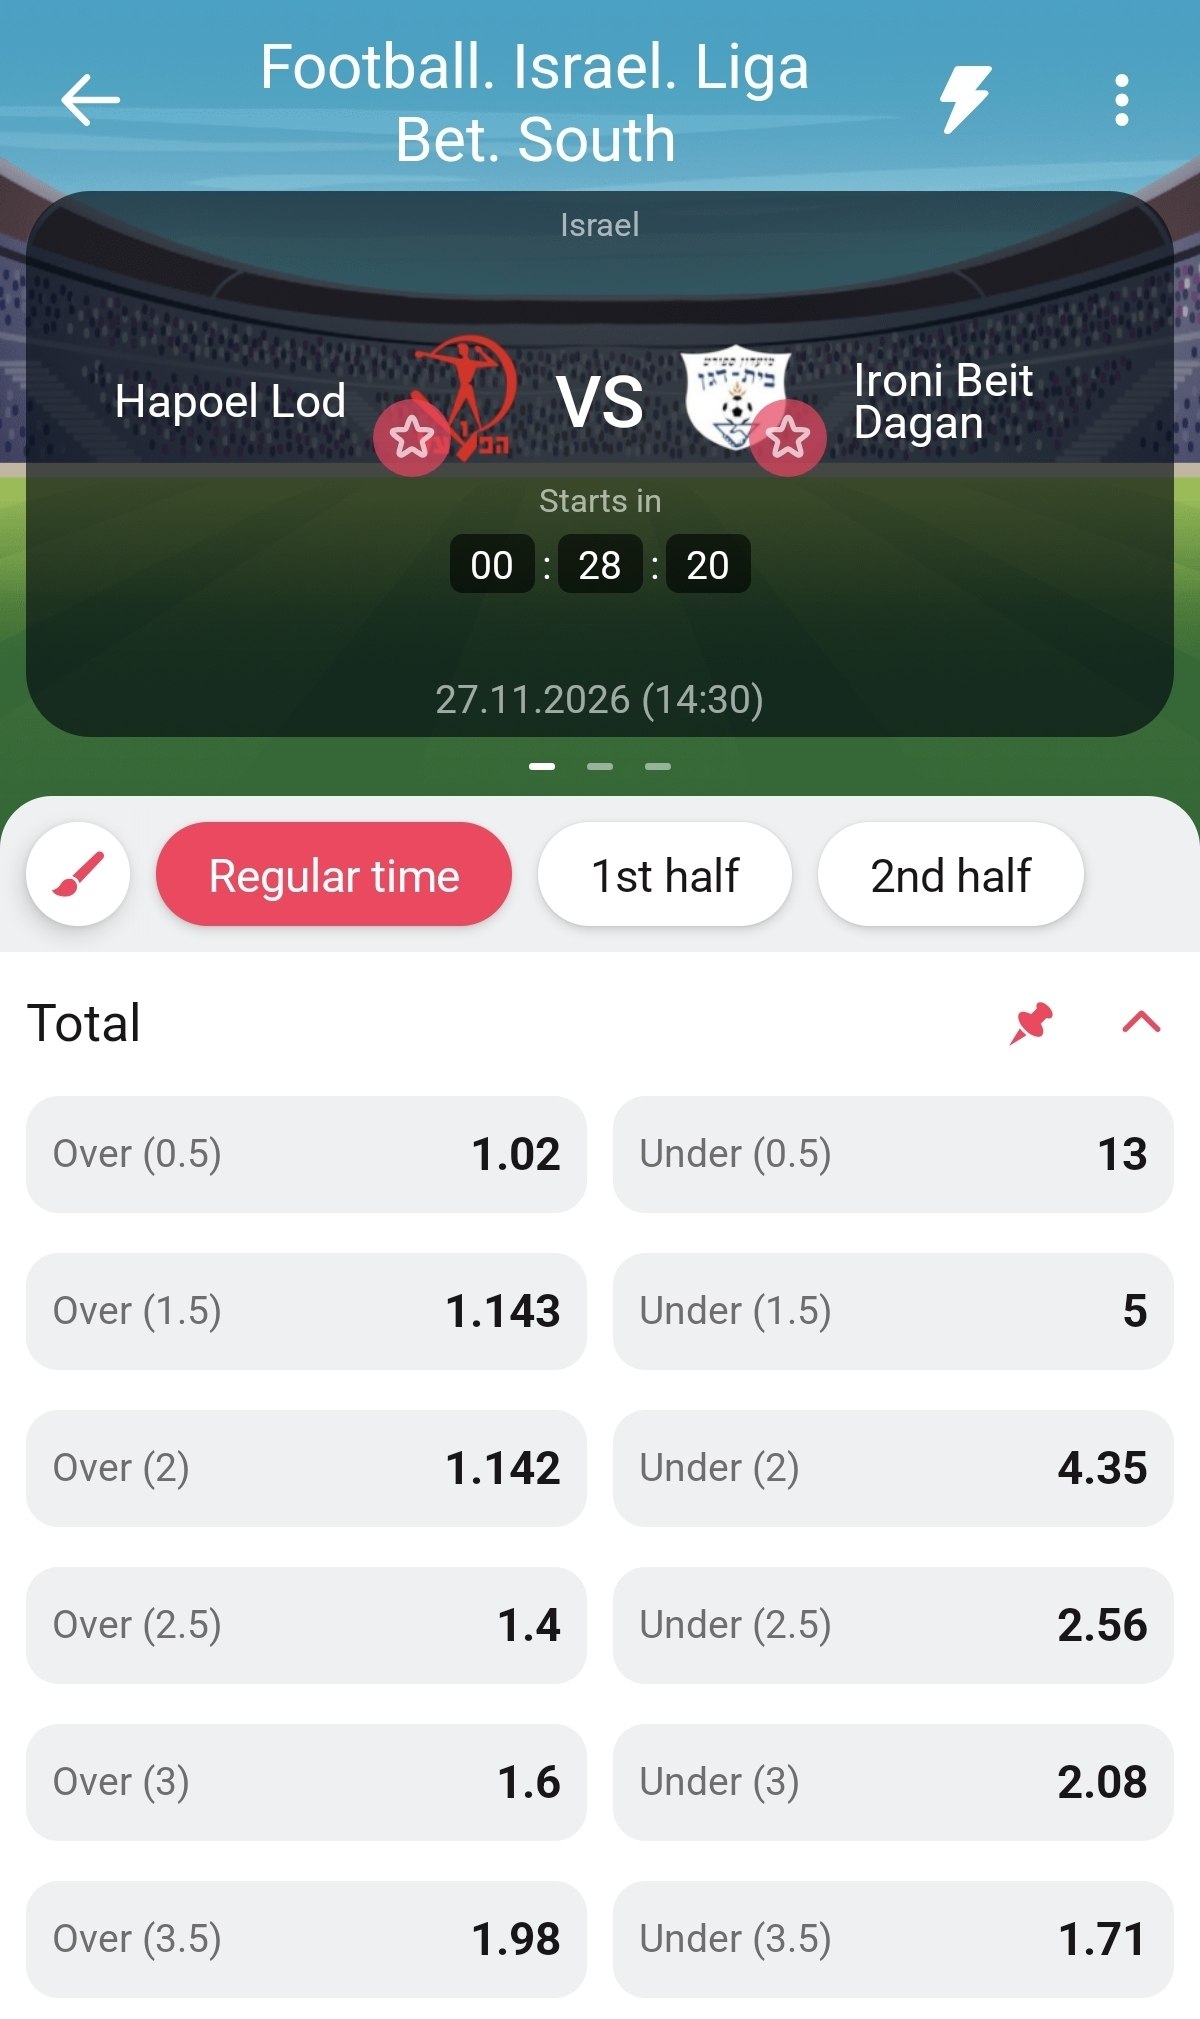 Football. Israel. Liga
Bet. South
Israel
Hapoel Lod
VS
מועדון ספורט
בית-דגן
Ironi Beit
Dagan
Starts in
00 : 28 : 20
27.11.2026 (14:30)
Regular time
1st half
2nd half
Total
Over (0.5) 1.02
Under (0.5) 13
Over (1.5) 1.143
Under (1.5) 5
Over (2) 1.142
Under (2) 4.35
Over (2.5) 1.4
Under (2.5) 2.56
Over (3) 1.6
Under (3) 2.08
Over (3.5) 1.98
Under (3.5) 1.71